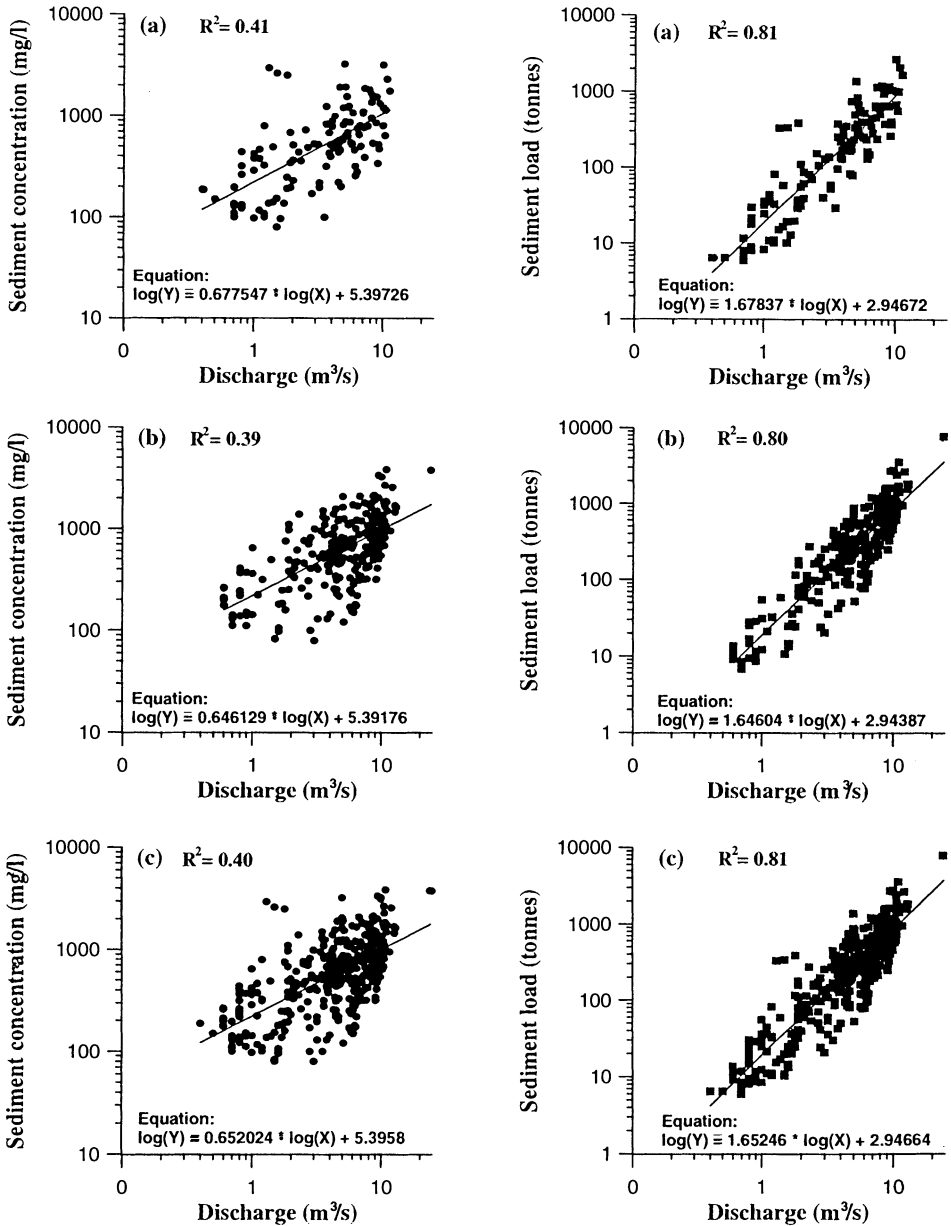 (a) R²= 0.41
Sediment concentration (mg/l)
10000
1000
100
10
Equation:
log(Y) = 0.677547 * log(X) + 5.39726
0 1 10
Discharge (m³/s)
(a) R²= 0.81
Sediment load (tonnes)
10000
1000
100
10
1
Equation:
log(Y) = 1.67837 * log(X) + 2.94672
0 1 10
Discharge (m³/s)
(b) R²= 0.39
Sediment concentration (mg/l)
10000
1000
100
10
Equation:
log(Y) = 0.646129 * log(X) + 5.39176
0 1 10
Discharge (m³/s)
(b) R²= 0.80
Sediment load (tonnes)
10000
1000
100
10
1
Equation:
log(Y) = 1.64604 * log(X) + 2.94387
0 1 10
Discharge (m³/s)
(c) R²= 0.40
Sediment concentration (mg/l)
10000
1000
100
10
Equation:
log(Y) = 0.652024 * log(X) + 5.3958
0 1 10
Discharge (m³/s)
(c) R²= 0.81
Sediment load (tonnes)
10000
1000
100
10
1
Equation:
log(Y) = 1.65246 * log(X) + 2.94664
0 1 10
Discharge (m³/s)